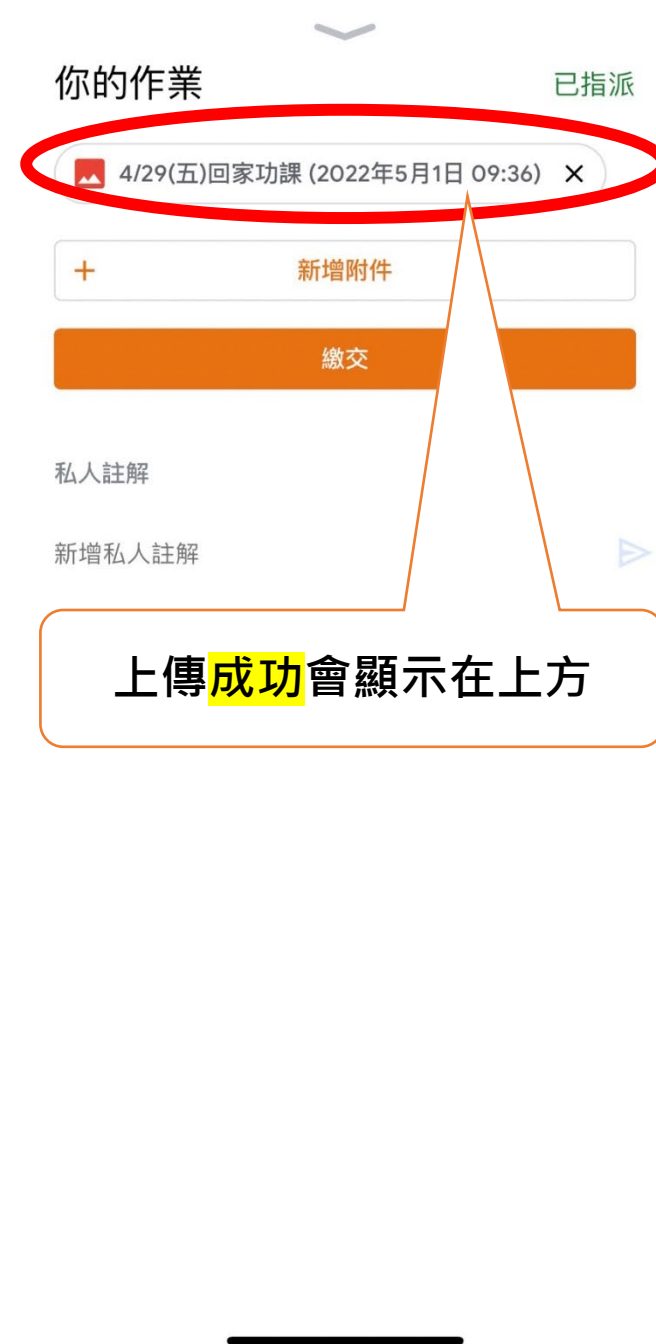 你的作業
已指派
4/29(五)回家功課 (2022年5月1日 09:36) ×
+ 新增附件
繳交
私人註解
新增私人註解
上傳成功會顯示在上方